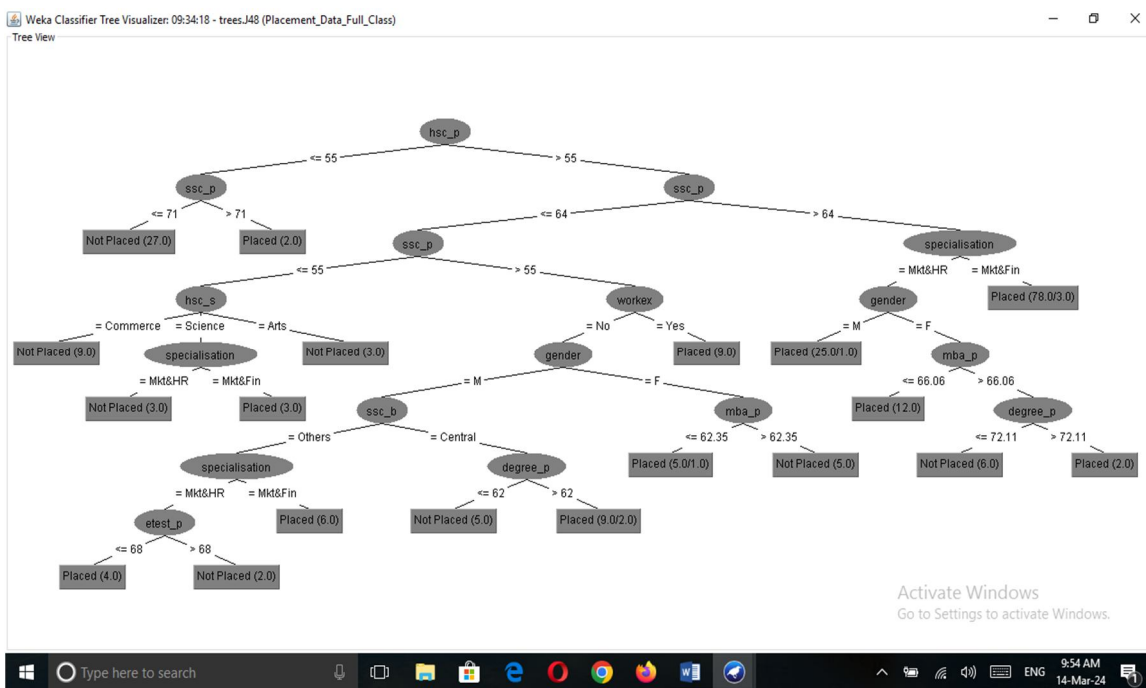 Weka Classifier Tree Visualizer: 09:34:18 - trees.J48 (Placement_Data_Full_Class)
Tree View
hsc_p
<= 55 > 55
ssc_p ssc_p
<= 71 > 71 <= 64 > 64
Not Placed (27.0) Placed (2.0) ssc_p specialisation
<= 55 > 55 = Mkt&HR = Mkt&Fin
hsc_s workex gender Placed (78.0/3.0)
= Commerce = Science = Arts = No = Yes = M = F
Not Placed (9.0) specialisation Not Placed (3.0) gender Placed (9.0) Placed (25.0/1.0) mba_p
= Mkt&HR = Mkt&Fin = M = F <= 66.06 > 66.06
Not Placed (3.0) Placed (3.0) ssc_b mba_p Placed (12.0) degree_p
= Others = Central <= 62.35 > 62.35 <= 72.11 > 72.11
specialisation degree_p Placed (5.0/1.0) Not Placed (5.0) Not Placed (6.0) Placed (2.0)
= Mkt&HR = Mkt&Fin <= 62 > 62
etest_p Placed (6.0) Not Placed (5.0) Placed (9.0/2.0)
<= 68 > 68
Placed (4.0) Not Placed (2.0)
Activate Windows
Go to Settings to activate Windows.
Type here to search
ENG
9:54 AM
14-Mar-24